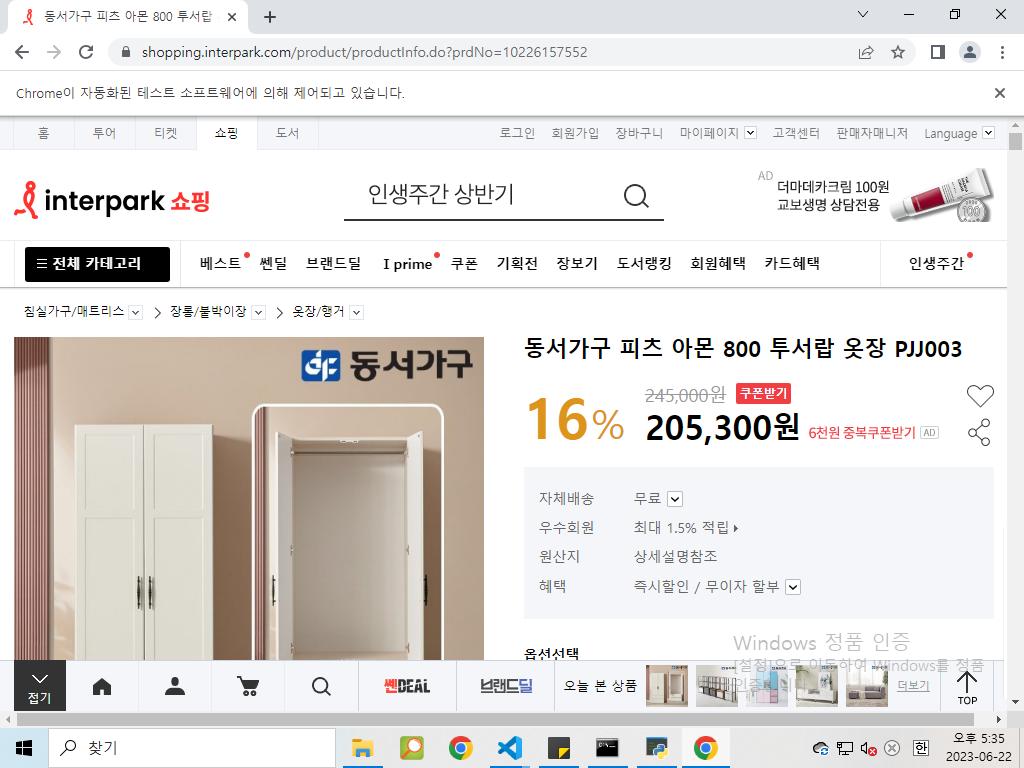 동서가구 피츠 아몬 800 투서랍
shopping.interpark.com/product/productInfo.do?prdNo=10226157552
Chrome이 자동화된 테스트 소프트웨어에 의해 제어되고 있습니다.
홈 투어 티켓 쇼핑 도서 로그인 회원가입 장바구니 마이페이지 고객센터 판매자매니저 Language
interpark 쇼핑
인생주간 상반기
AD
더마데카크림 100원
교보생명 상담전용
100
전체 카테고리 베스트 쎈딜 브랜드딜 I prime 쿠폰 기획전 장보기 도서랭킹 회원혜택 카드혜택 인생주간
침실가구/매트리스 장롱/붙박이장 옷장/행거
동서가구
동서가구 피츠 아몬 800 투서랍 옷장 PJJ003
16% 245,000원 쿠폰받기
205,300원 6천원 중복쿠폰받기 AD
자체배송 무료
우수회원 최대 1.5% 적립
원산지 상세설명참조
혜택 즉시할인 / 무이자 할부
옵션선택
Windows 정품 인증
[설정]으로 이동하여 Windows를 정품
인증합니다.
접기 쎈DEAL 브랜드딜 오늘 본 상품 더보기 TOP
찾기
한
오후 5:35
2023-06-22